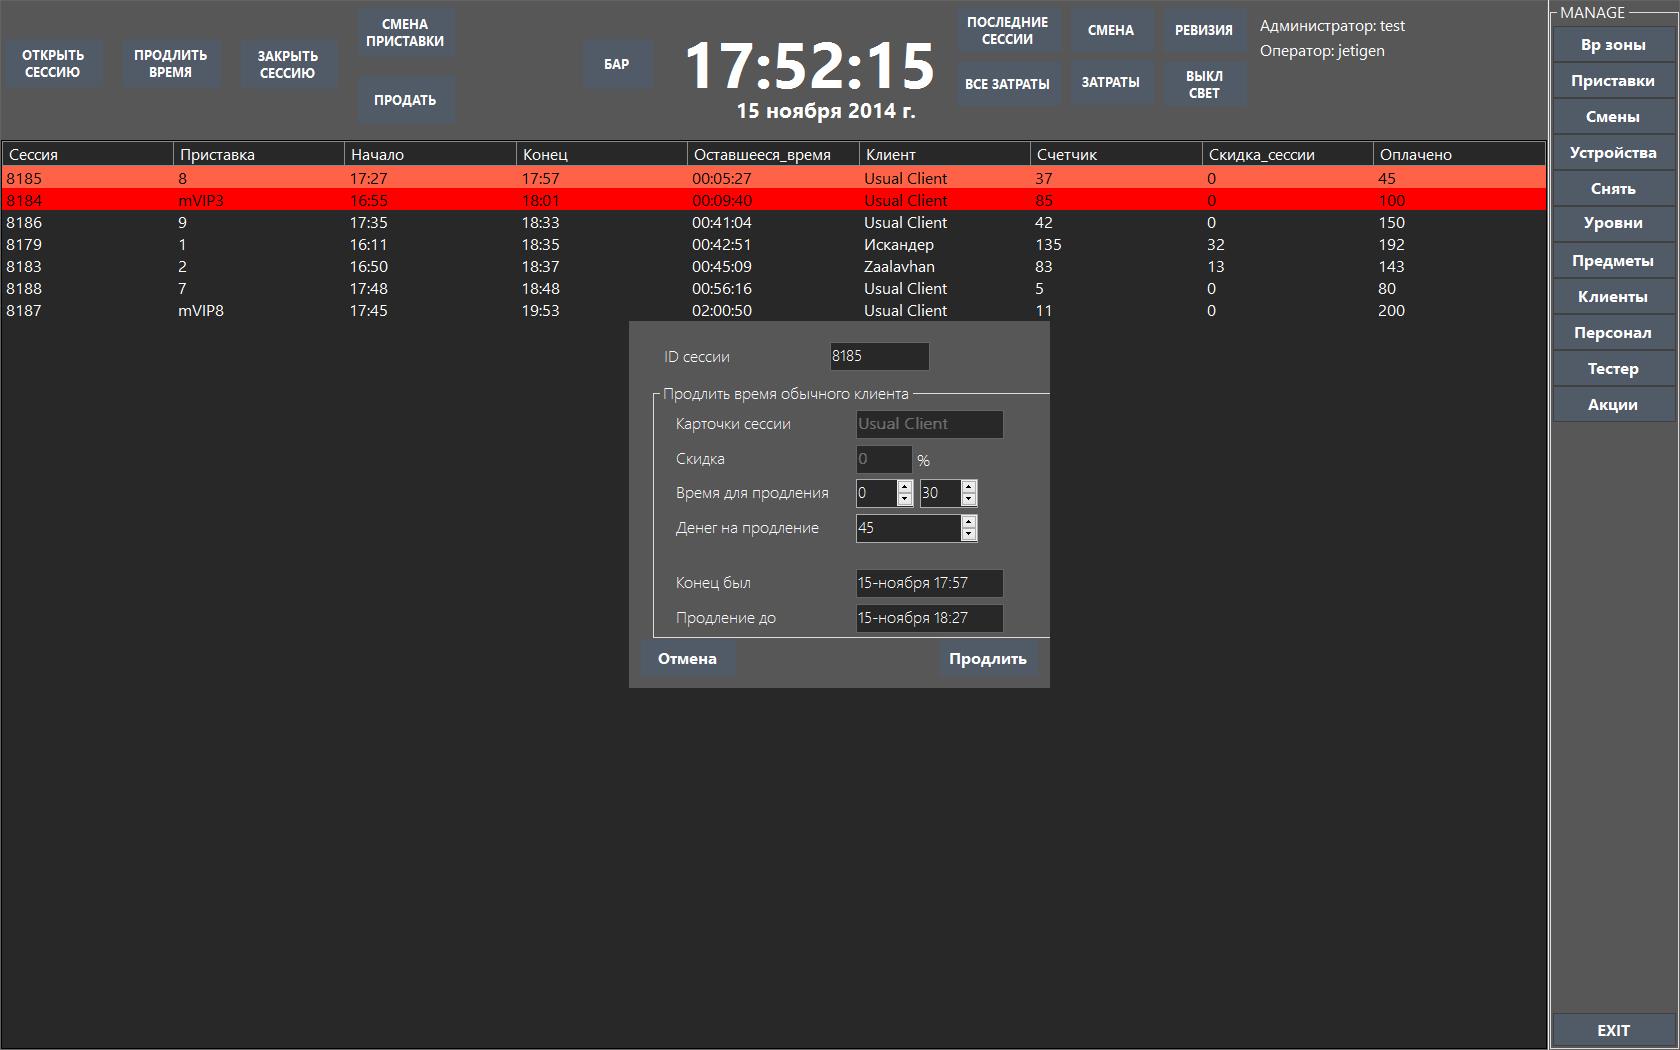 ОТКРЫТЬ
СЕССИЮ
ПРОДЛИТЬ
ВРЕМЯ
ЗАКРЫТЬ
СЕССИЮ
СМЕНА
ПРИСТАВКИ
ПРОДАТЬ
БАР
17:52:15
15 ноября 2014 г.
ПОСЛЕДНИЕ
СЕССИИ
СМЕНА
РЕВИЗИЯ
ВСЕ ЗАТРАТЫ
ЗАТРАТЫ
ВЫКЛ
СВЕТ
Администратор: test
Оператор: jetigen
Сессия Приставка Начало Конец Оставшееся_время Клиент Счетчик Скидка_сессии Оплачено
8185 8 17:27 17:57 00:05:27 Usual Client 37 0 45
8184 mVIP3 16:55 18:01 00:09:40 Usual Client 85 0 100
8186 9 17:35 18:33 00:41:04 Usual Client 42 0 150
8179 1 16:11 18:35 00:42:51 Искандер 135 32 192
8183 2 16:50 18:37 00:45:09 Zaalavhan 83 13 143
8188 7 17:48 18:48 00:56:16 Usual Client 5 0 80
8187 mVIP8 17:45 19:53 02:00:50 Usual Client 11 0 200
ID сессии 8185
Продлить время обычного клиента
Карточки сессии Usual Client
Скидка 0 %
Время для продления 0 30
Денег на продление 45
Конец был 15-ноября 17:57
Продление до 15-ноября 18:27
Отмена Продлить
MANAGE
Вр зоны
Приставки
Смены
Устройства
Снять
Уровни
Предметы
Клиенты
Персонал
Тестер
Акции
EXIT